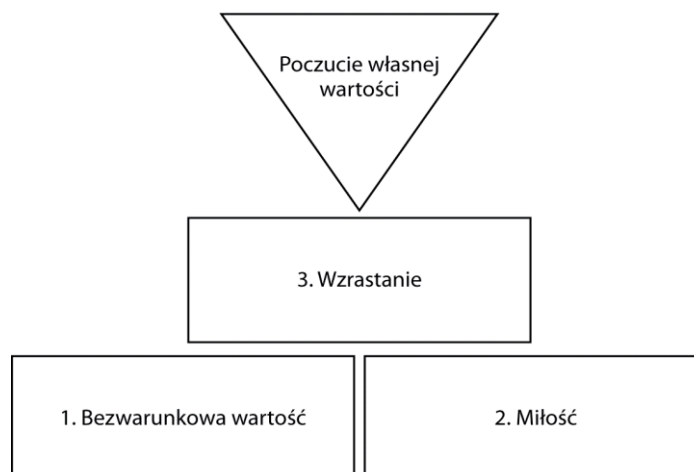 Poczucie własnej
wartości
3. Wzrastanie
1. Bezwarunkowa wartość
2. Miłość